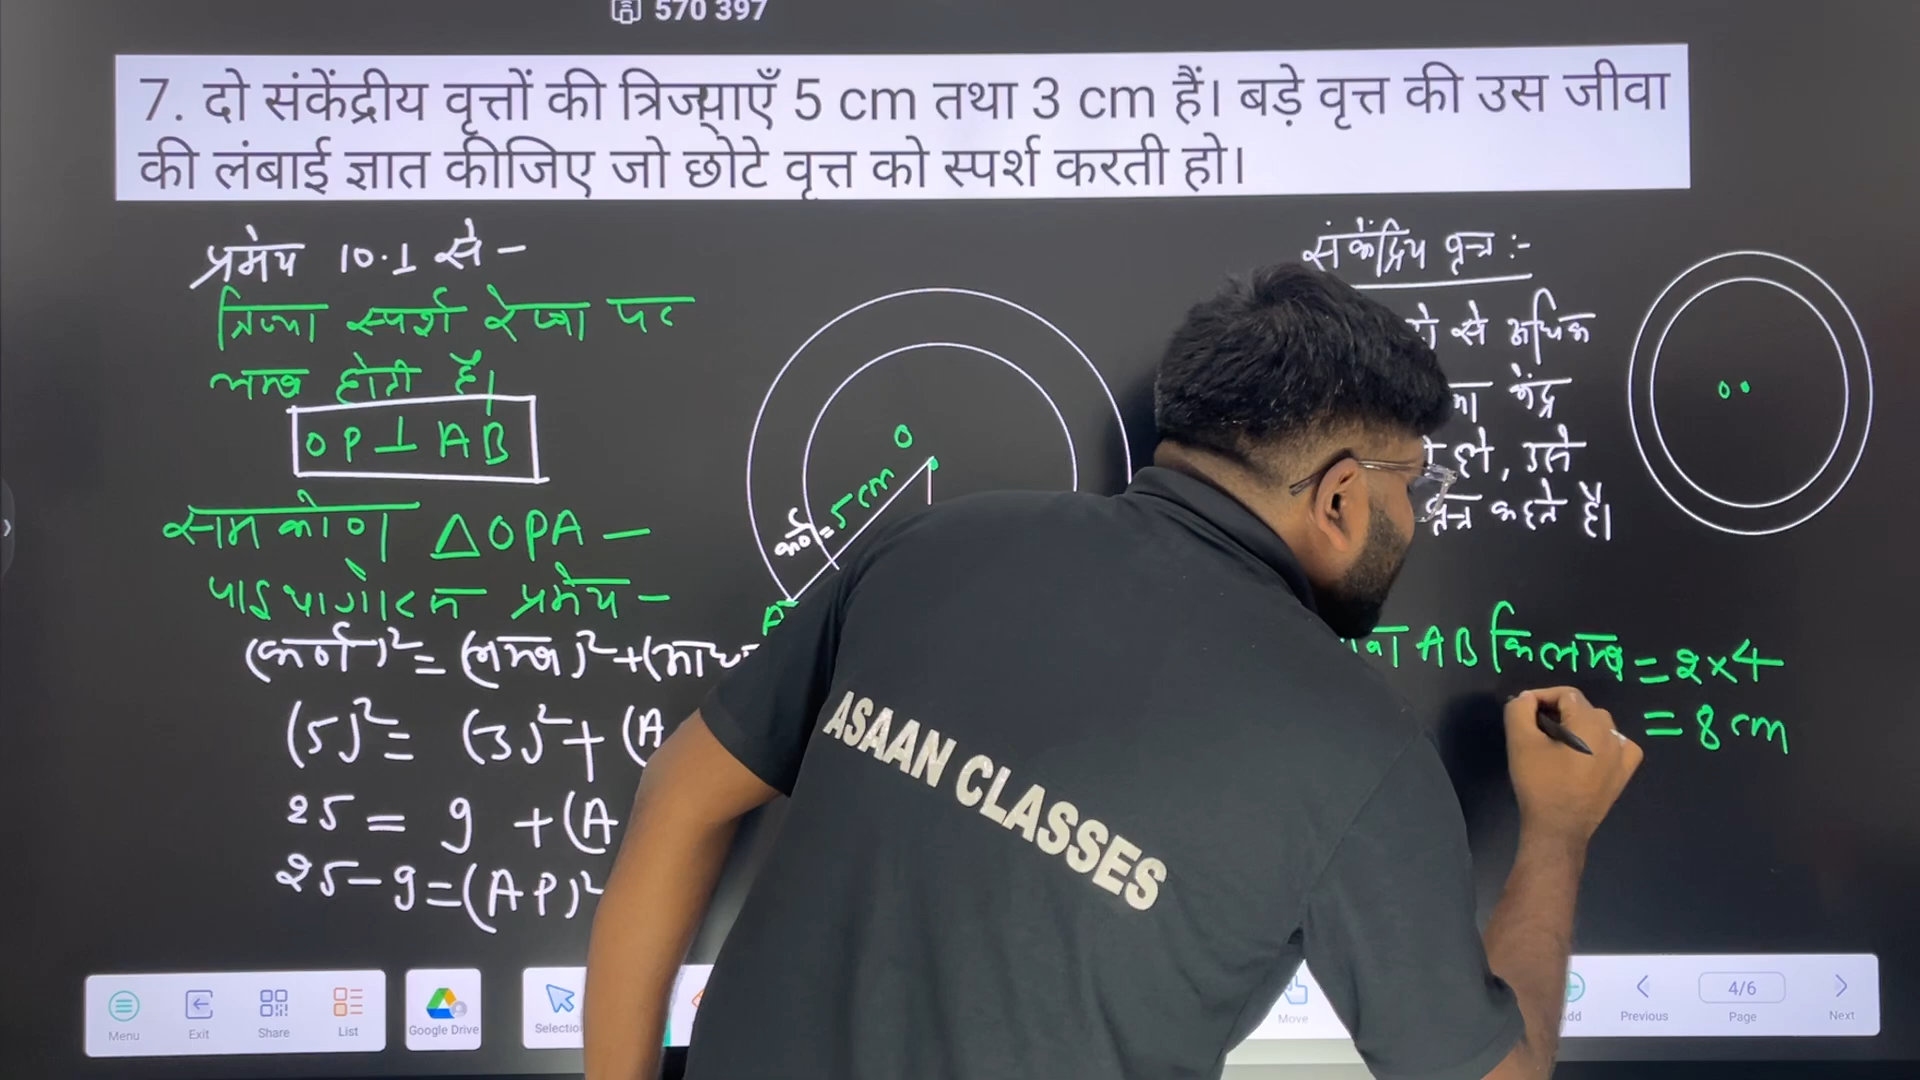 570 397
7. दो संकेंद्रीय वृत्तों की त्रिज्याएँ 5 cm तथा 3 cm हैं। बड़े वृत्त की उस जीवा
की लंबाई ज्ञात कीजिए जो छोटे वृत्त को स्पर्श करती हो।
प्रमेय 10.1 से –
त्रिज्या स्पर्श रेखा पर
लम्ब होती है।
OP⊥AB
समकोण △OPA –
पाइथागोरस प्रमेय –
(कर्ण)² = (लम्ब)² + (
(5)² = (3)² + (A
25 = 9 + (A
25 – 9 = (AP)²
O
कर्ण = 5 cm
A
संकेंद्रिय वृत्त :-
से अधिक
केंद्र
हो, उसे
वृत्त कहते हैं।
AB कि लम्ब = 2×4
= 8 cm
ASAAN CLASSES
Menu
Exit
Share
List
Google Drive
Selectio
Move
dd
Previous
4/6
Page
Next